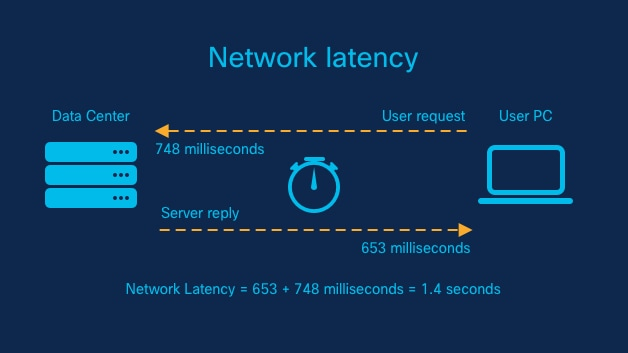 Network latency
Data Center
User request
User PC
748 milliseconds
Server reply
653 milliseconds
Network Latency = 653 + 748 milliseconds = 1.4 seconds